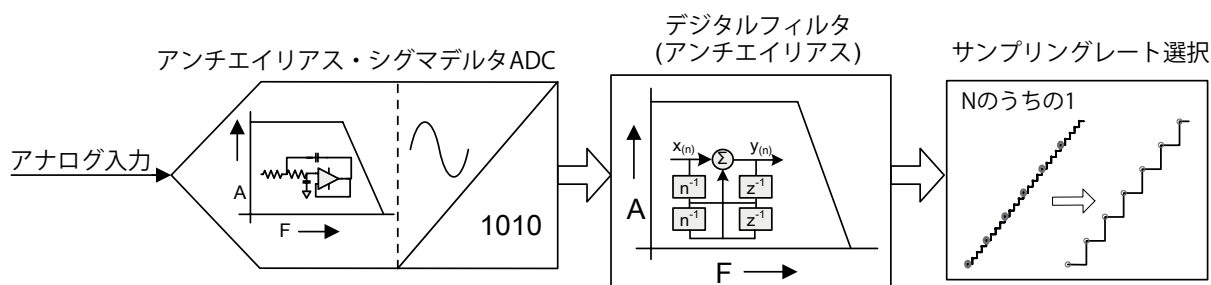 アンチエイリアス・シグマデルタADC
アナログ入力
A
F
1010
デジタルフィルタ
(アンチエイリアス)
A
F
x(n)
Σ
y(n)
n-1
z-1
n-1
z-1
サンプリングレート選択
Nのうちの1